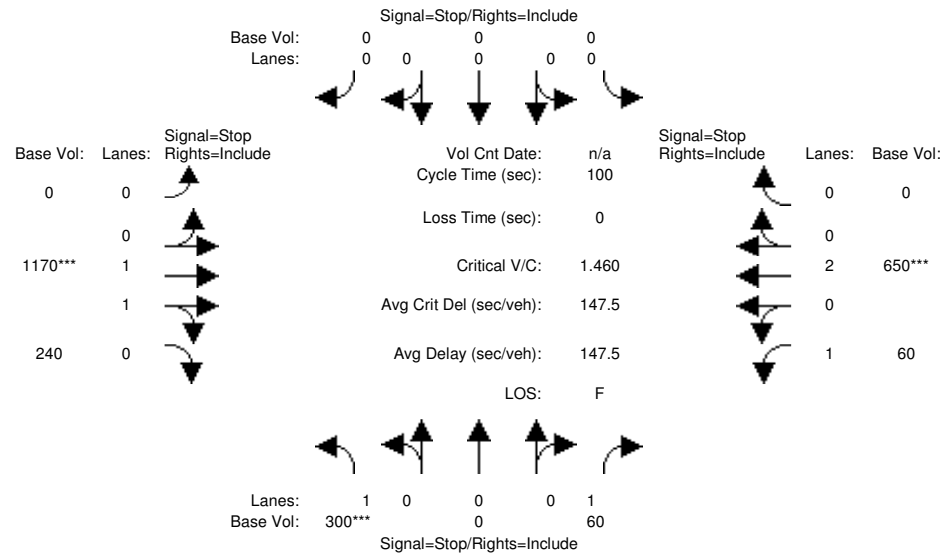 Signal=Stop/Rights=Include
Base Vol: 0 0 0
Lanes: 0 0 0 0 0
Signal=Stop Signal=Stop
Base Vol: Lanes: Rights=Include Vol Cnt Date: n/a Rights=Include Lanes: Base Vol:
Cycle Time (sec): 100
0 0 0 0
Loss Time (sec): 0
0 0
1170*** 1 Critical V/C: 1.460 2 650***
1 Avg Crit Del (sec/veh): 147.5 0
240 0 Avg Delay (sec/veh): 147.5 1 60
LOS: F
Lanes: 1 0 0 0 1
Base Vol: 300*** 0 60
Signal=Stop/Rights=Include